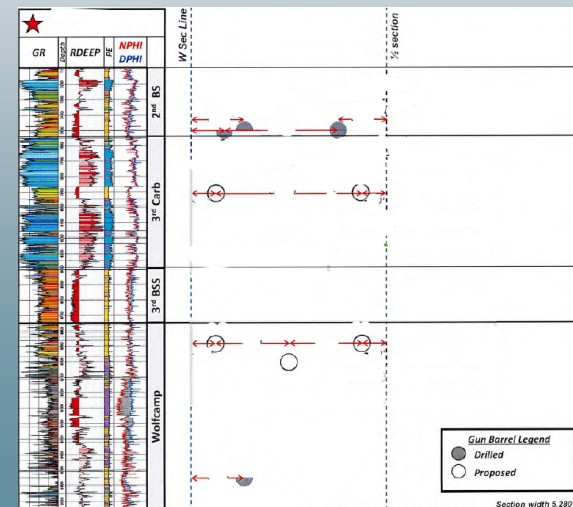 GR
Depth
RDEEP
PE
NPHI
DPHI
W Sec Line
½ section
2nd BS
3rd Carb
3rd BSS
Wolfcamp
Gun Barrel Legend
Drilled
Proposed
Section width 5,280